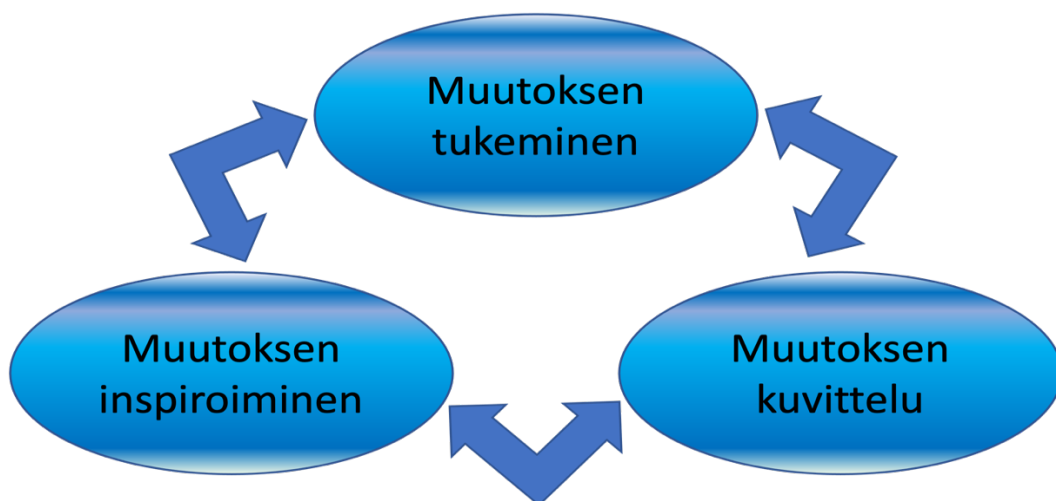 Muutoksen
tukeminen
Muutoksen
inspiroiminen
Muutoksen
kuvittelu